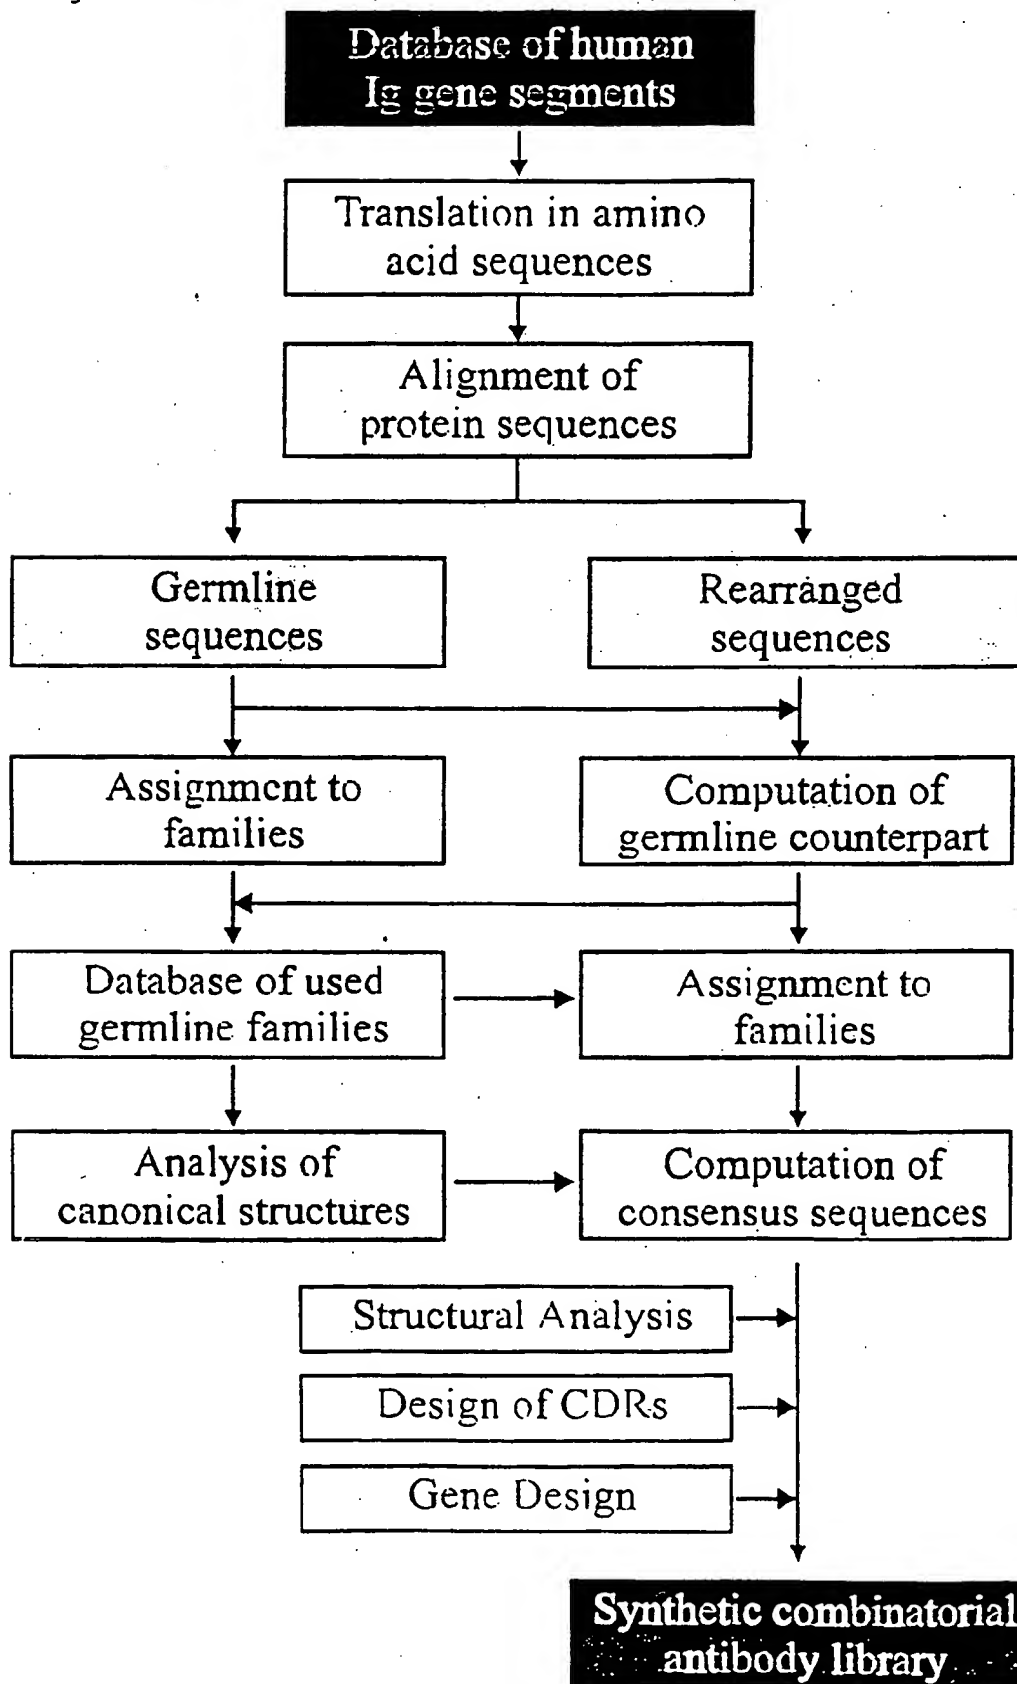 Database of human
Ig gene segments
Translation in amino
acid sequences
Alignment of
protein sequences
Germline
sequences
Rearranged
sequences
Assignment to
families
Computation of
germline counterpart
Database of used
germline families
Assignment to
families
Analysis of
canonical structures
Computation of
consensus sequences
Structural Analysis
Design of CDRs
Gene Design
Synthetic combinatorial
antibody library